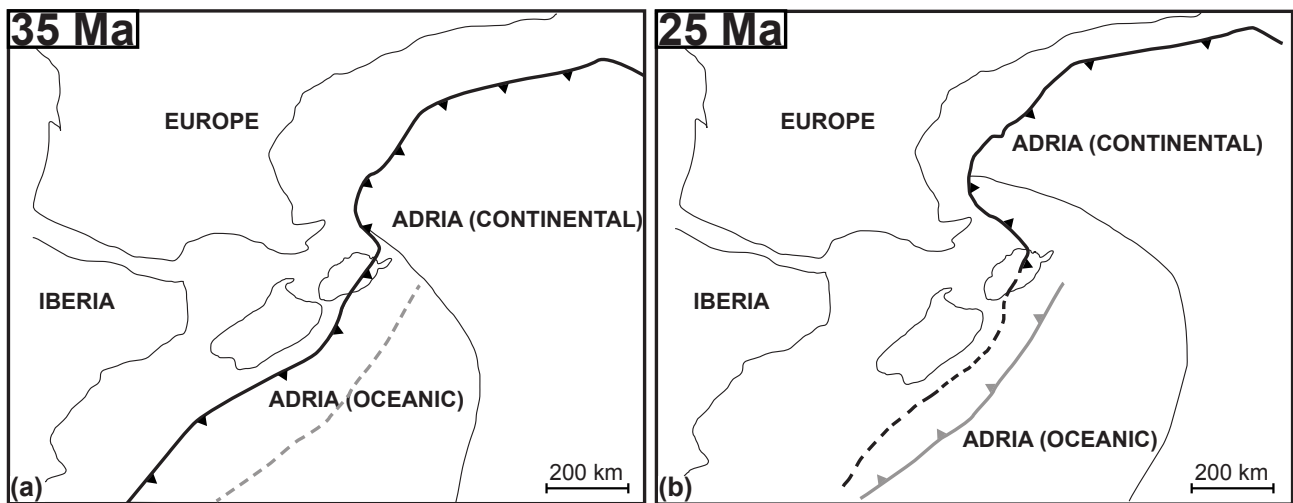 35 Ma
EUROPE
ADRIA (CONTINENTAL)
IBERIA
ADRIA (OCEANIC)
200 km
(a)
25 Ma
EUROPE
ADRIA (CONTINENTAL)
IBERIA
ADRIA (OCEANIC)
200 km
(b)